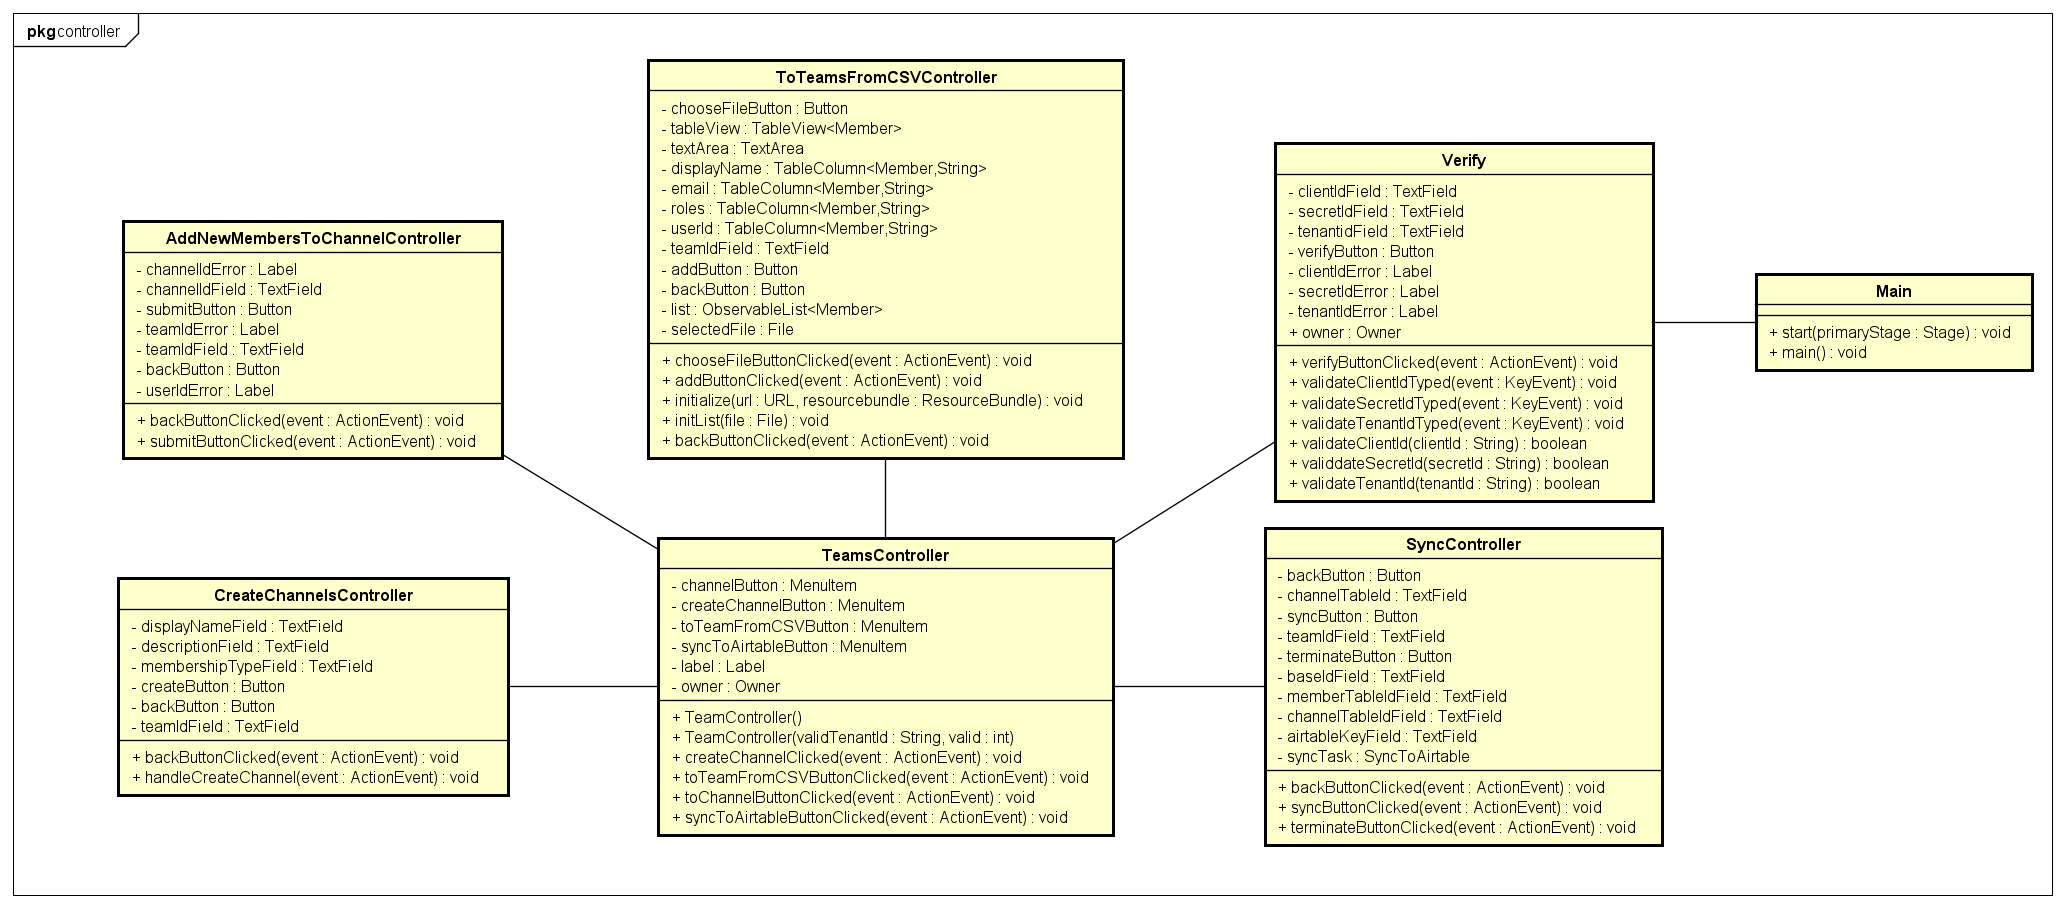 pkg controller
ToTeamsFromCSVController
- chooseFileButton : Button
- tableView : TableView<Member>
- textArea : TextArea
- displayName : TableColumn<Member,String>
- email : TableColumn<Member,String>
- roles : TableColumn<Member,String>
- userId : TableColumn<Member,String>
- teamIdField : TextField
- addButton : Button
- backButton : Button
- list : ObservableList<Member>
- selectedFile : File
+ chooseFileButtonClicked(event : ActionEvent) : void
+ addButtonClicked(event : ActionEvent) : void
+ initialize(url : URL, resourcebundle : ResourceBundle) : void
+ initList(file : File) : void
+ backButtonClicked(event : ActionEvent) : void
Verify
- clientIdField : TextField
- secretIdField : TextField
- tenantidField : TextField
- verifyButton : Button
- clientIdError : Label
- secretIdError : Label
- tenantIdError : Label
+ owner : Owner
+ verifyButtonClicked(event : ActionEvent) : void
+ validateClientIdTyped(event : KeyEvent) : void
+ validateSecretIdTyped(event : KeyEvent) : void
+ validateTenantIdTyped(event : KeyEvent) : void
+ validateClientId(clientId : String) : boolean
+ validdateSecretId(secretId : String) : boolean
+ validateTenantId(tenantId : String) : boolean
Main
+ start(primaryStage : Stage) : void
+ main() : void
AddNewMembersToChannelController
- channelIdError : Label
- channelIdField : TextField
- submitButton : Button
- teamIdError : Label
- teamIdField : TextField
- backButton : Button
- userIdError : Label
+ backButtonClicked(event : ActionEvent) : void
+ submitButtonClicked(event : ActionEvent) : void
CreateChannelsController
- displayNameField : TextField
- descriptionField : TextField
- membershipTypeField : TextField
- createButton : Button
- backButton : Button
- teamIdField : TextField
+ backButtonClicked(event : ActionEvent) : void
+ handleCreateChannel(event : ActionEvent) : void
TeamsController
- channelButton : MenuItem
- createChannelButton : MenuItem
- toTeamFromCSVButton : MenuItem
- syncToAirtableButton : MenuItem
- label : Label
- owner : Owner
+ TeamController()
+ TeamController(validTenantId : String, valid : int)
+ createChannelClicked(event : ActionEvent) : void
+ toTeamFromCSVButtonClicked(event : ActionEvent) : void
+ toChannelButtonClicked(event : ActionEvent) : void
+ syncToAirtableButtonClicked(event : ActionEvent) : void
SyncController
- backButton : Button
- channelTableId : TextField
- syncButton : Button
- teamIdField : TextField
- terminateButton : Button
- baseIdField : TextField
- memberTableIdField : TextField
- channelTableIdField : TextField
- airtableKeyField : TextField
- syncTask : SyncToAirtable
+ backButtonClicked(event : ActionEvent) : void
+ syncButtonClicked(event : ActionEvent) : void
+ terminateButtonClicked(event : ActionEvent) : void